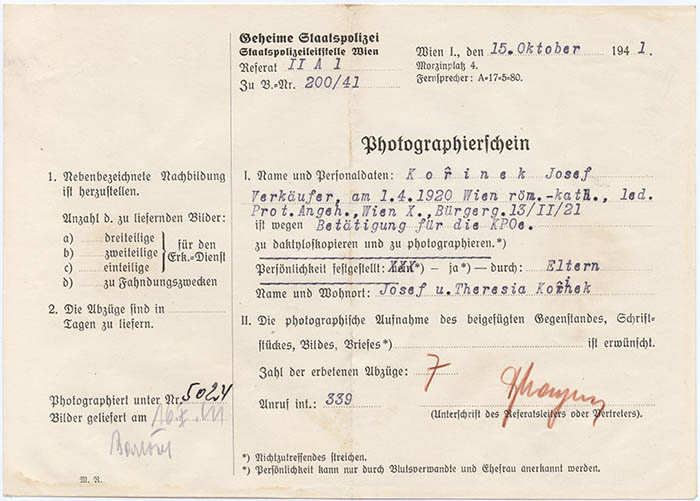 Geheime Staatspolizei
Staatspolizeileitstelle Wien
Referat II A 1
Zu B.-Nr. 200/41
Wien I., den 15. Oktober 1941.
Morzinplatz 4.
Fernsprecher: A-17-5-80.
Photographierschein
1. Nebenbezeichnete Nachbildung
ist herzustellen.
Anzahl d. zu liefernden Bilder:
a) ........ dreiteilige
b) ........ zweiteilige
c) ........ einteilige
für den
Erk.-Dienst
d) ........ zu Fahndungszwecken
2. Die Abzüge sind in ................
Tagen zu liefern.
Photographiert unter Nr. 5024
Bilder geliefert am 16.X.41
M. N.
I. Name und Personaldaten: Kořinek Josef
Verkäufer, am 1.4.1920 Wien röm.-kath., led.
Prot.Angeh., Wien X., Bürgerg. 13/II/21
ist wegen Betätigung für die KPOe.
zu daktyloskopieren und zu photographieren.*)
Persönlichkeit festgestellt: XXX*) – ja*) – durch: Eltern
Name und Wohnort: Josef u. Theresia Kořinek
II. Die photographische Aufnahme des beigefügten Gegenstandes, Schrift-
stückes, Bildes, Briefes*) ................ ist erwünscht.
Zahl der erbetenen Abzüge: 7
Anruf int.: 339
(Unterschrift des Referatsleiters oder Vertreters).
*) Nichtzutreffendes streichen.
*) Persönlichkeit kann nur durch Blutsverwandte und Ehefrau anerkannt werden.